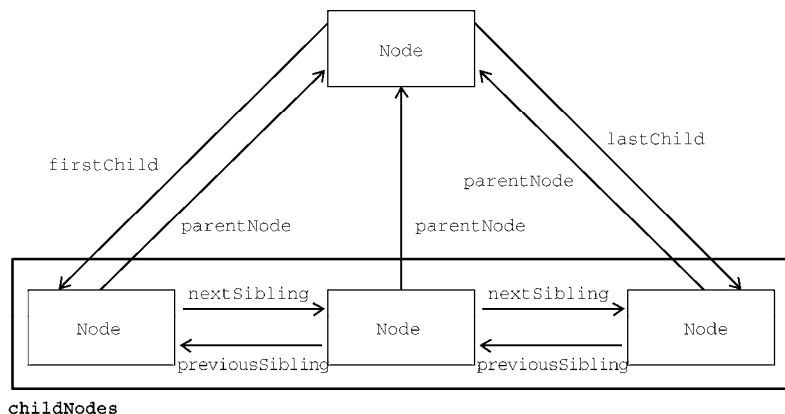 Node
lastChild
firstChild
parentNode
parentNode
parentNode
nextSibling
nextSibling
Node
Node
Node
previousSibling
previousSibling
childNodes